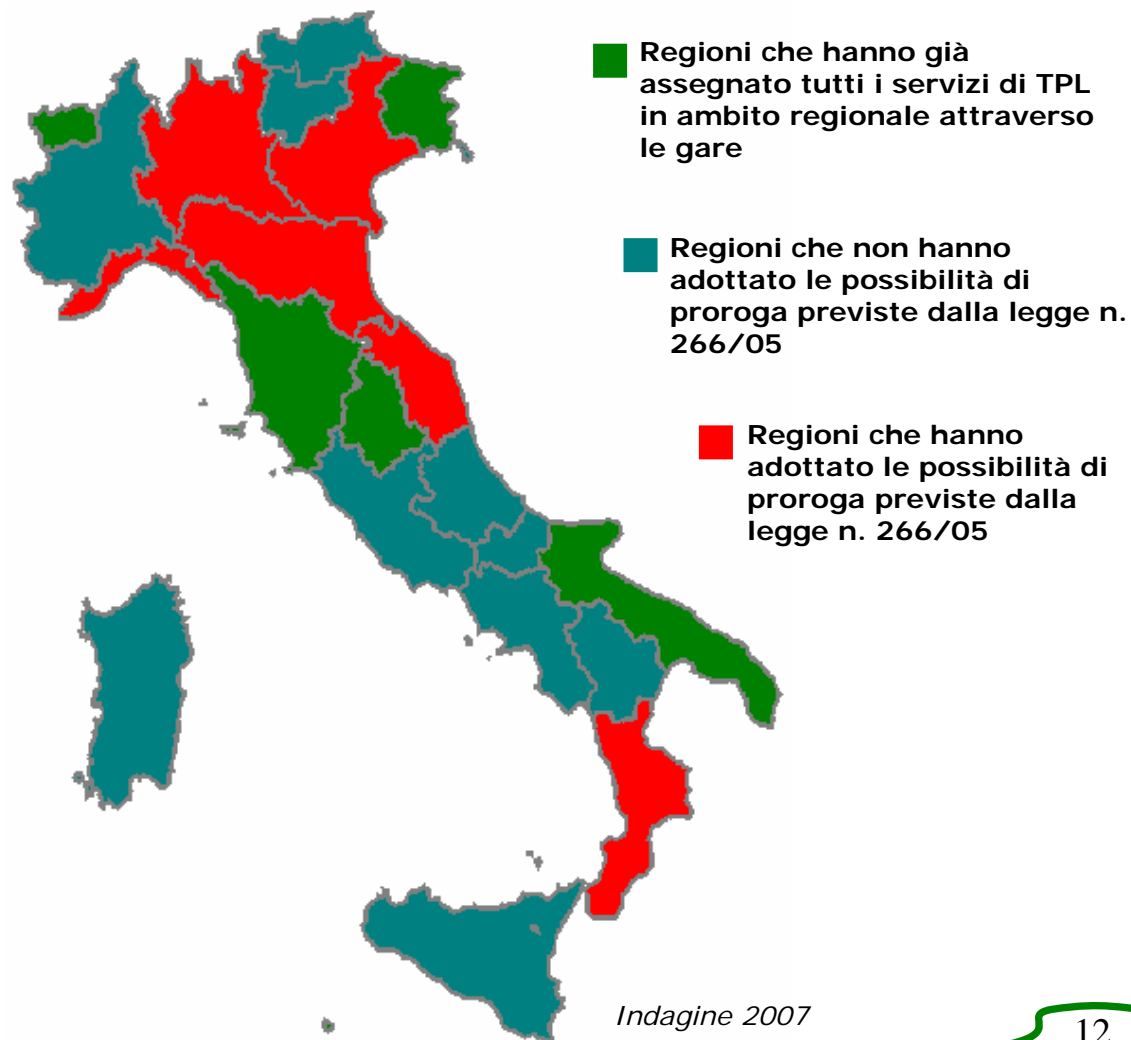 Regioni che hanno già
assegnato tutti i servizi di TPL
in ambito regionale attraverso
le gare
Regioni che non hanno
adottato le possibilità di
proroga previste dalla legge n.
266/05
Regioni che hanno
adottato le possibilità di
proroga previste dalla
legge n. 266/05
Indagine 2007
12